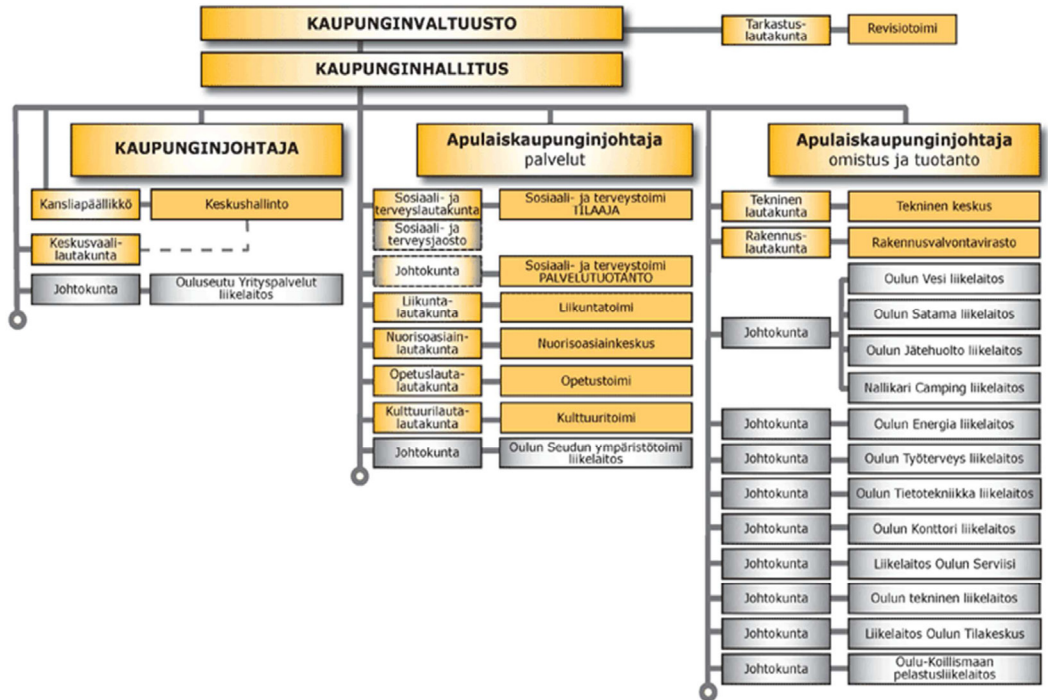 KAUPUNGINVALTUUSTO
Tarkastus-
lautakunta
Revisiotoimi
KAUPUNGINHALLITUS
KAUPUNGINJOHTAJA
Kansliapäällikkö
Keskushallinto
Keskusvaali-
lautakunta
Johtokunta
Ouluseutu Yrityspalvelut
liikelaitos
Apulaiskaupunginjohtaja
palvelut
Sosiaali- ja
terveyslautakunta
Sosiaali- ja terveystoimi
TILAAJA
Sosiaali- ja
terveysjaosto
Johtokunta
Sosiaali- ja terveystoimi
PALVELUTUOTANTO
Liikunta-
lautakunta
Liikuntatoimi
Nuorisoasiain-
lautakunta
Nuorisoasiainkeskus
Opetuslauta-
lautakunta
Opetustoimi
Kulttuurilauta-
lautakunta
Kulttuuritoimi
Johtokunta
Oulun Seudun ympäristötoimi
liikelaitos
Apulaiskaupunginjohtaja
omistus ja tuotanto
Tekninen
lautakunta
Tekninen keskus
Rakennus-
lautakunta
Rakennusvalvontavirasto
Johtokunta
Oulun Vesi liikelaitos
Oulun Satama liikelaitos
Oulun Jätehuolto liikelaitos
Nallikari Camping liikelaitos
Johtokunta
Oulun Energia liikelaitos
Johtokunta
Oulun Työterveys liikelaitos
Johtokunta
Oulun Tietotekniikka liikelaitos
Johtokunta
Oulun Konttori liikelaitos
Johtokunta
Liikelaitos Oulun Serviisi
Johtokunta
Oulun tekninen liikelaitos
Johtokunta
Liikelaitos Oulun Tilakeskus
Johtokunta
Oulu-Koillismaan
pelastusliikelaitos